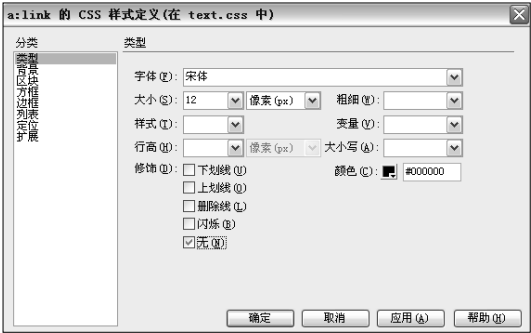 a:link 的 CSS 样式定义(在 text.css 中)
分类
类型
背景
区块
方框
边框
列表
定位
扩展
类型
字体(F): 宋体
大小(S): 12 像素(px) 粗细(W):
样式(T): 变量(V):
行高(H): 像素(px) 大小写(A):
修饰(D): 下划线(U) 颜色(C): #000000
上划线(O)
删除线(L)
闪烁(B)
无(N)
确定 取消 应用(A) 帮助(H)